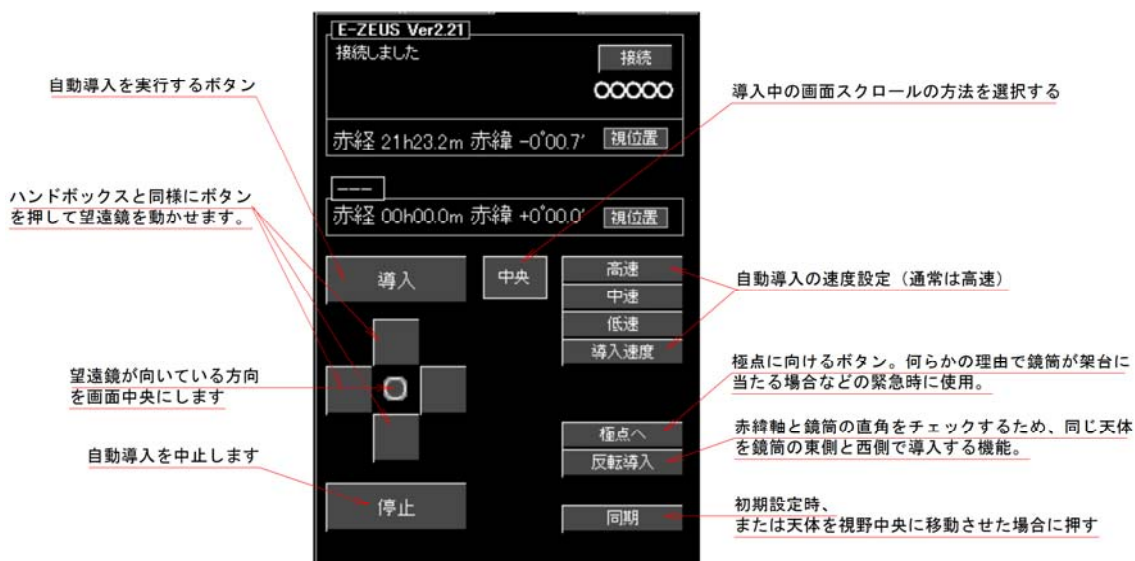 E-ZEUS Ver2.21
接続しました
接続
自動導入を実行するボタン
導入中の画面スクロールの方法を選択する
赤経 21h23.2m 赤緯 -0°00.7′
視位置
ハンドボックスと同様にボタン
を押して望遠鏡を動かせます。
---
赤経 00h00.0m 赤緯 +0°00.0′
視位置
導入
中央
高速
中速
低速
導入速度
自動導入の速度設定（通常は高速）
望遠鏡が向いている方向
を画面中央にします
極点に向けるボタン。何らかの理由で鏡筒が架台に
当たる場合などの緊急時に使用。
極点へ
反転導入
赤緯軸と鏡筒の直角をチェックするため、同じ天体
を鏡筒の東側と西側で導入する機能。
自動導入を中止します
停止
同期
初期設定時、
または天体を視野中央に移動させた場合に押す